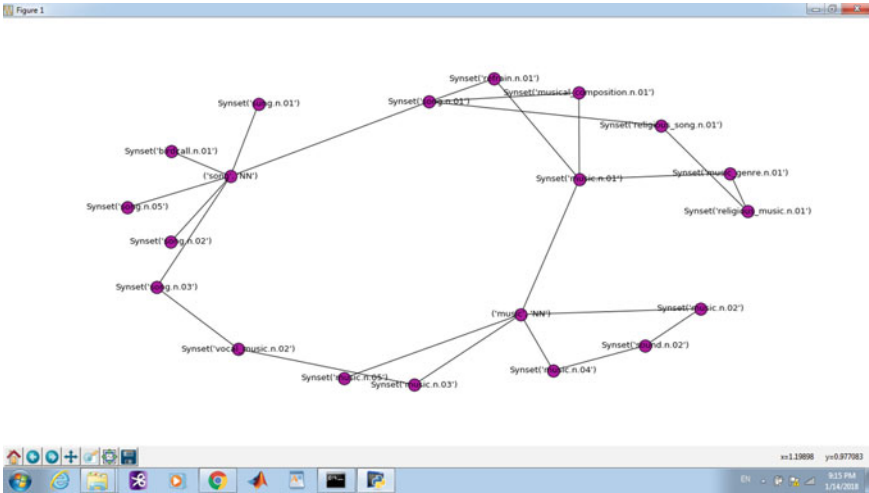 Figure 1
Synset('refrain.n.01')
Synset('musical_composition.n.01')
Synset('song.n.01')
Synset('sung.n.01')
Synset('religious_song.n.01')
Synset('birdcall.n.01')
('song', 'NN')
Synset('music.n.01')
Synset('music_genre.n.01')
Synset('song.n.05')
Synset('religious_music.n.01')
Synset('song.n.02')
Synset('song.n.03')
Synset('music.n.02')
('music', 'NN')
Synset('vocal_music.n.02')
Synset('sound.n.02')
Synset('music.n.04')
Synset('music.n.05')
Synset('music.n.03')
x=1.19898 y=0.977083
EN
9:15 PM
1/14/2018